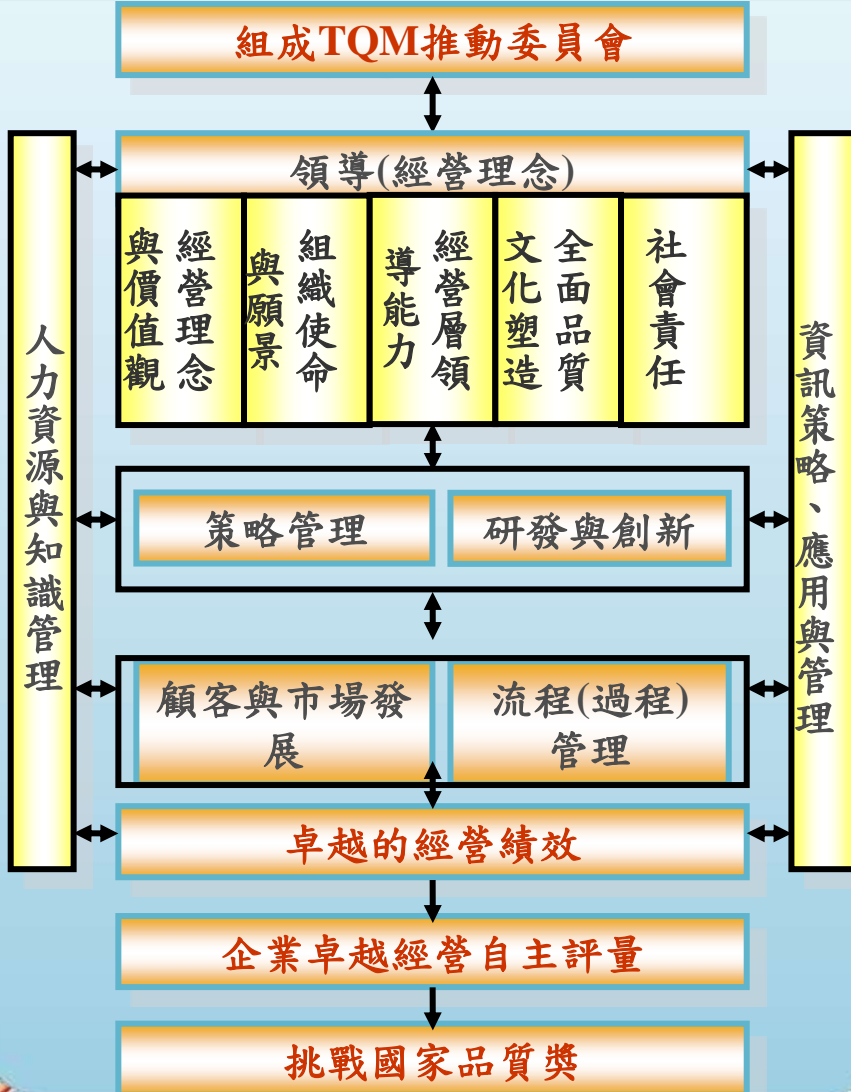 組成TQM推動委員會
領導(經營理念)
經營理念
與價值觀
組織使命
與願景
經營層領
導能力
全面品質
文化塑造
社會責任
人力資源與知識管理
資訊策略、應用與管理
策略管理
研發與創新
顧客與市場發
展
流程(過程)
管理
卓越的經營績效
企業卓越經營自主評量
挑戰國家品質獎